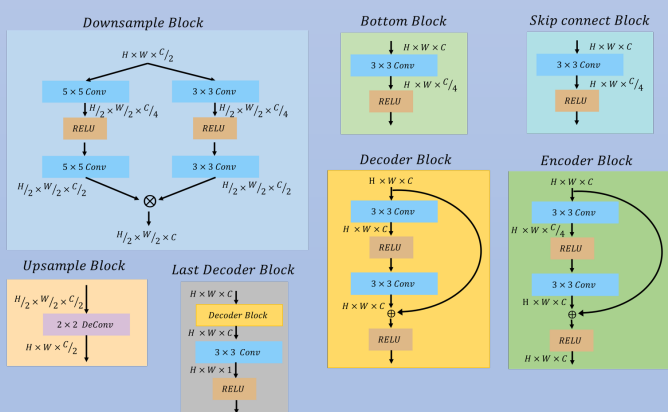 Downsample Block
H × W × C/2
5 × 5 Conv
3 × 3 Conv
H/2 × W/2 × C/4
H/2 × W/2 × C/4
RELU
RELU
5 × 5 Conv
3 × 3 Conv
H/2 × W/2 × C/2
H/2 × W/2 × C/2
⊗
H/2 × W/2 × C
Bottom Block
H × W × C
3 × 3 Conv
H × W × C/4
RELU
Skip connect Block
H × W × C
3 × 3 Conv
H × W × C/4
RELU
Upsample Block
H/2 × W/2 × C/2
2 × 2 DeConv
H × W × C/2
Last Decoder Block
H × W × C
Decoder Block
H × W × C
3 × 3 Conv
H × W × 1
RELU
Decoder Block
H × W × C
3 × 3 Conv
H × W × C
RELU
3 × 3 Conv
H × W × C
⊕
RELU
Encoder Block
H × W × C
3 × 3 Conv
H × W × C/4
RELU
3 × 3 Conv
H × W × C
⊕
RELU
H × W × C